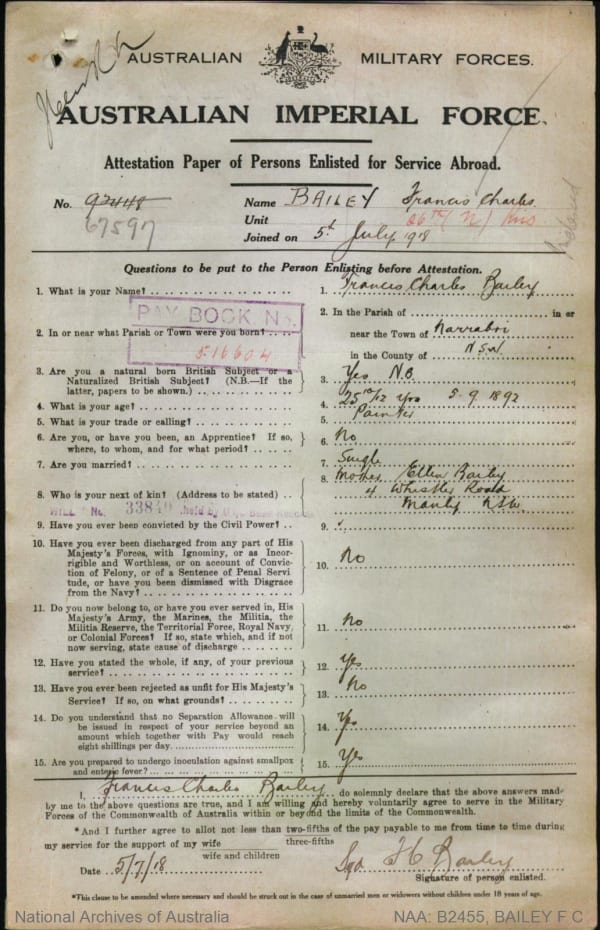 AUSTRALIAN MILITARY FORCES.
AUSTRALIAN IMPERIAL FORCE.
Attestation Paper of Persons Enlisted for Service Abroad.
No. 92448
67597
Name BAILEY Francis Charles
Unit
Joined on 5th July 1918
Questions to be put to the Person Enlisting before Attestation.
1. What is your Name? 1. Francis Charles Bailey
PAY BOOK No.
516604
2. In or near what Parish or Town were you born? 2. In the Parish of in or
near the Town of Narrabri
in the County of N.S.W.
3. Are you a natural born British Subject or a
Naturalized British Subject? (N.B.—If the
latter, papers to be shown.) 3. Yes N.B.
4. What is your age? 4. 25 10/12 yrs 5.9.1892
5. What is your trade or calling? 5. Painter
6. Are you, or have you been, an Apprentice? If so,
where, to whom, and for what period? 6. No
7. Are you married? 7. Single
8. Who is your next of kin? (Address to be stated) 8. Mother Ellen Bailey
4 Whistler Road
Manly NSW
WILL No. 33840 held by
9. Have you ever been convicted by the Civil Power? 9.
10. Have you ever been discharged from any part of His
Majesty's Forces, with Ignominy, or as Incor-
rigible and Worthless, or on account of Convic-
tion of Felony, or of a Sentence of Penal Servi
tude, or have you been dismissed with Disgrace
from the Navy? 10. No
11. Do you now belong to, or have you ever served in, His
Majesty's Army, the Marines, the Militia, the
Militia Reserve, the Territorial Force, Royal Navy,
or Colonial Forces? If so, state which, and if not
now serving, state cause of discharge 11. No
12. Have you stated the whole, if any, of your previous
service? 12. Yes
13. Have you ever been rejected as unfit for His Majesty's
Service? If so, on what grounds? 13. No
14. Do you understand that no Separation Allowance will
be issued in respect of your service beyond an
amount which together with Pay would reach
eight shillings per day. 14. Yes
15. Are you prepared to undergo inoculation against smallpox
and enteric fever? 15. Yes
I, Francis Charles Bailey do solemnly declare that the above answers made
by me to the above questions are true, and I am willing and hereby voluntarily agree to serve in the Military
Forces of the Commonwealth of Australia within or beyond the limits of the Commonwealth.
*And I further agree to allot not less than two-fifths of the pay payable to me from time to time during
three-fifths
my service for the support of my wife
wife and children
Date 5/7/18 Sgd F C Bailey
Signature of person enlisted.
*This clause to be amended where necessary and should be struck out in the case of unmarried men or widowers without children under 18 years of age.
National Archives of Australia NAA: B2455, BAILEY F C